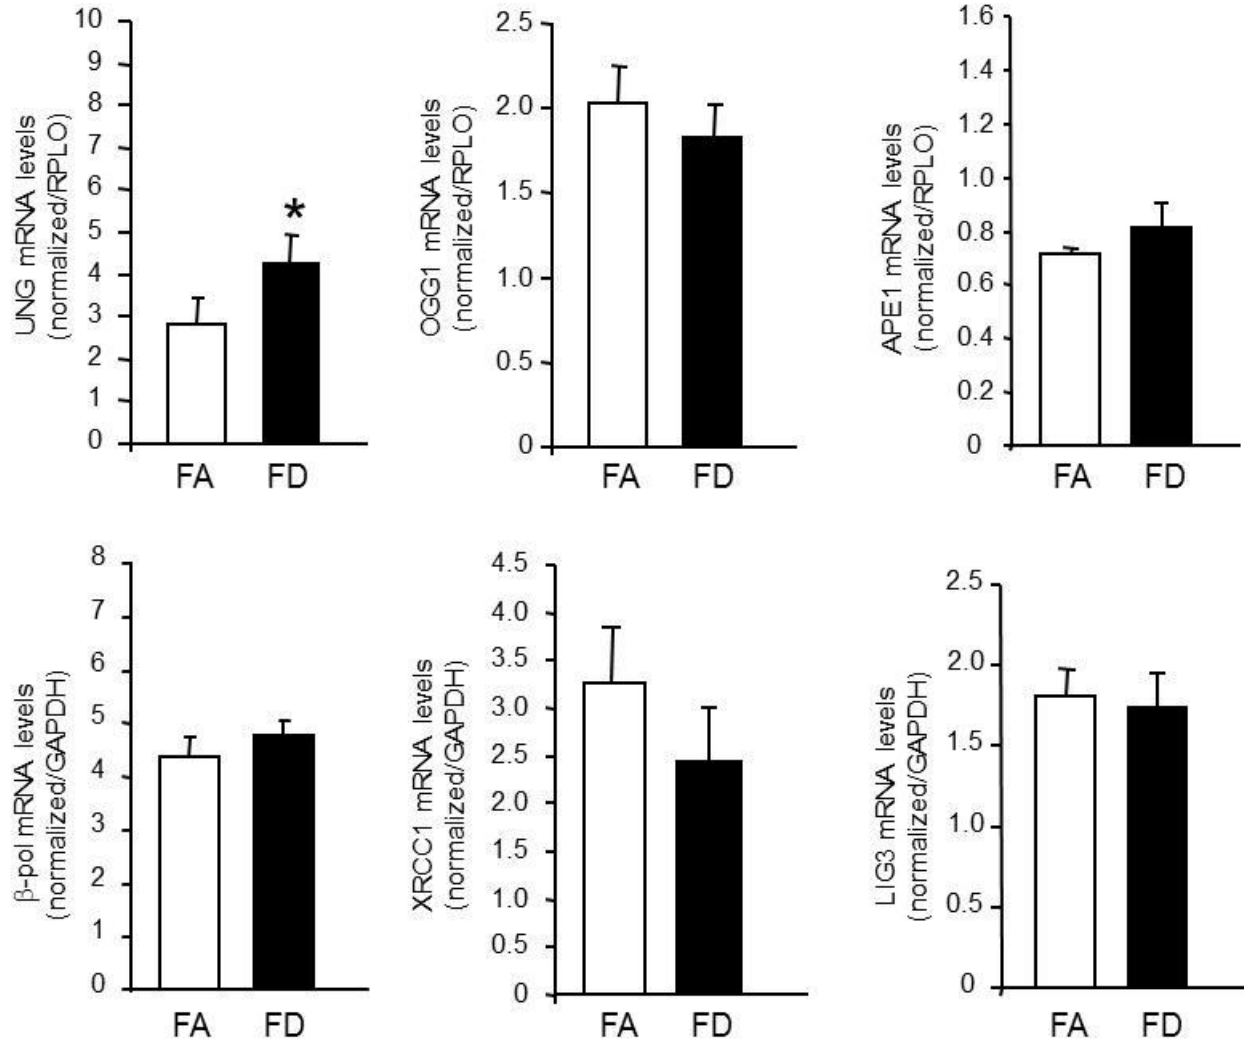 UNG mRNA levels
(normalized/RPLO)
10
9
8
7
6
5
4
3
2
1
0
*
FA FD
OGG1 mRNA levels
(normalized/RPLO)
2.5
2.0
1.5
1.0
0.5
0
FA FD
APE1 mRNA levels
(normalized/RPLO)
1.6
1.4
1.2
1.0
0.8
0.6
0.4
0.2
0
FA FD
β-pol mRNA levels
(normalized/GAPDH)
8
7
6
5
4
3
2
1
0
FA FD
XRCC1 mRNA levels
(normalized/GAPDH)
4.5
4.0
3.5
3.0
2.5
2.0
1.5
1.0
0.5
0
FA FD
LIG3 mRNA levels
(normalized/GAPDH)
2.5
2.0
1.5
1.0
0.5
0
FA FD